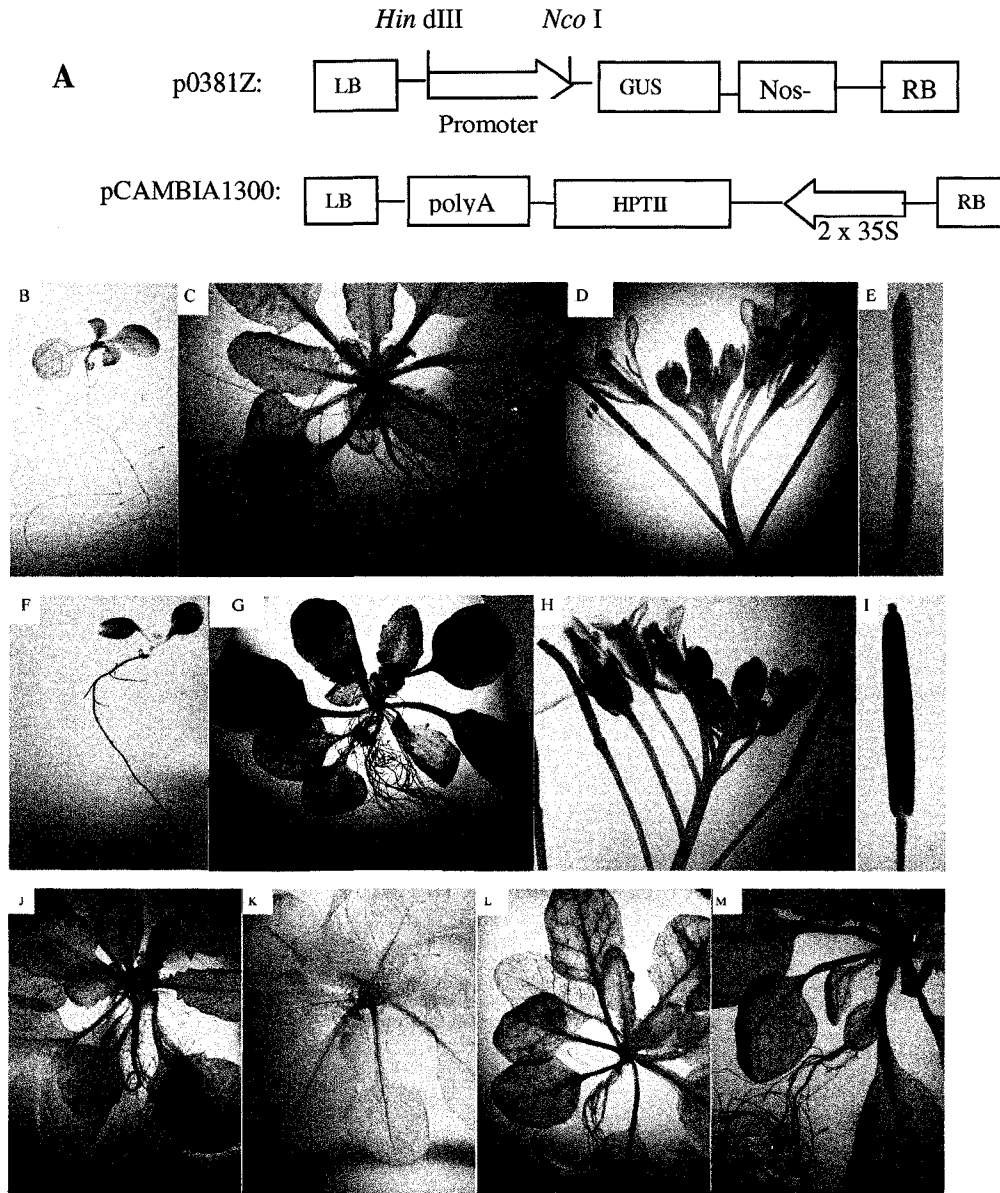 Hin dIII Nco I
A
p0381Z: LB GUS Nos- RB
Promoter
pCAMBIA1300: LB polyA HPTII RB
2 x 35S
B C D E
F G H I
J K L M